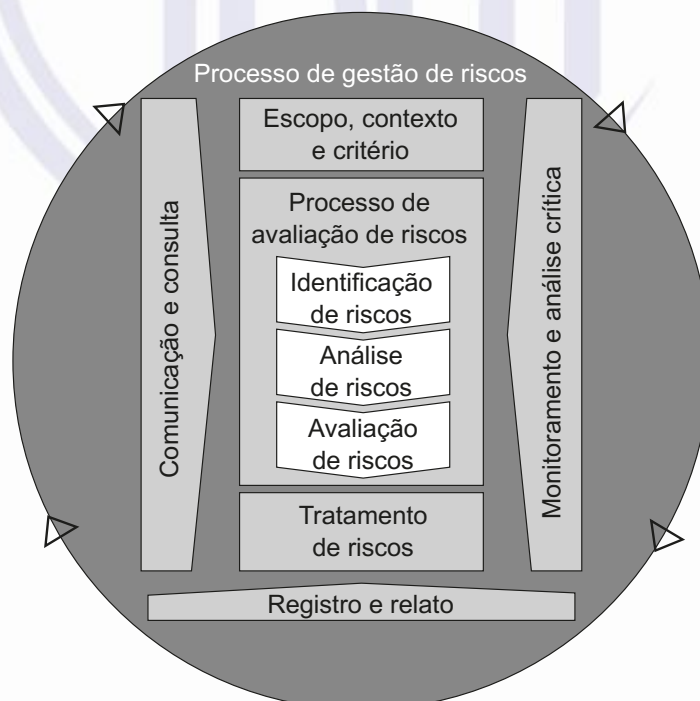 Processo de gestão de riscos
Comunicação e consulta
Escopo, contexto
e critério
Processo de
avaliação de riscos
Identificação
de riscos
Análise
de riscos
Avaliação
de riscos
Tratamento
de riscos
Monitoramento e análise crítica
Registro e relato